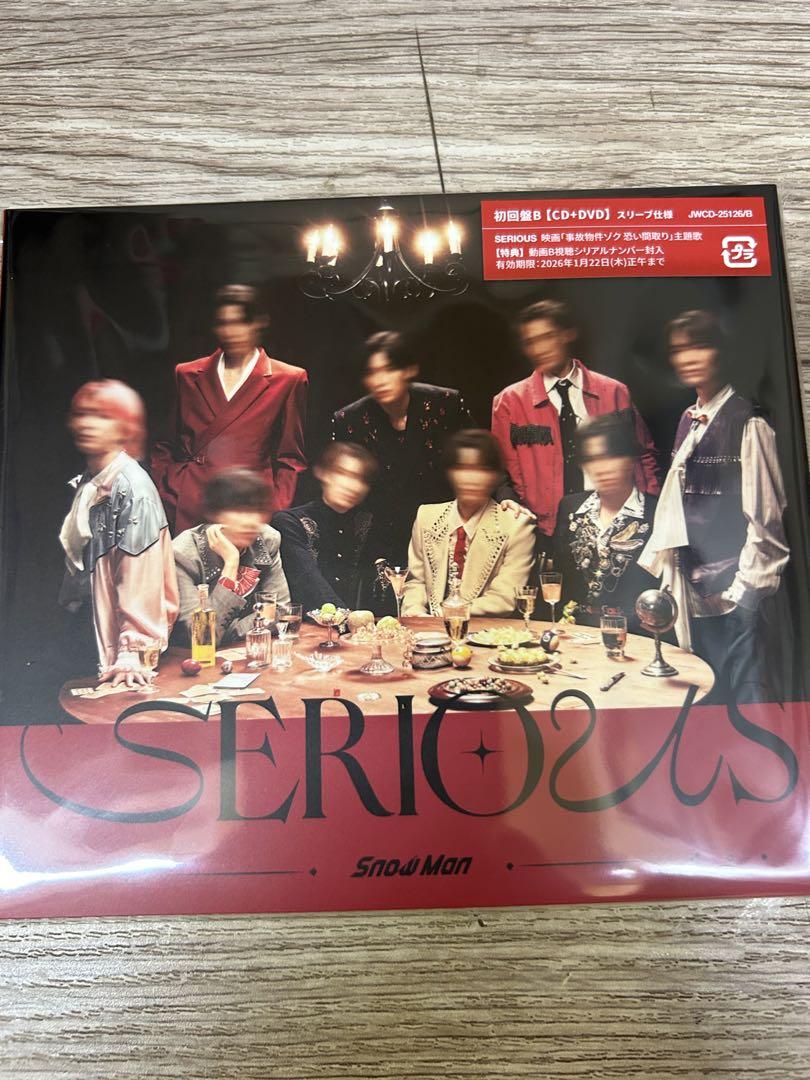 初回盤B【CD+DVD】 スリーブ仕様 JWCD-25126/B
SERIOUS 映画「事故物件ゾク 恐い間取り」主題歌
【特典】動画B視聴シリアルナンバー封入
有効期限:2026年1月22日(木)正午まで
プラ
SERIOUS
Snow Man